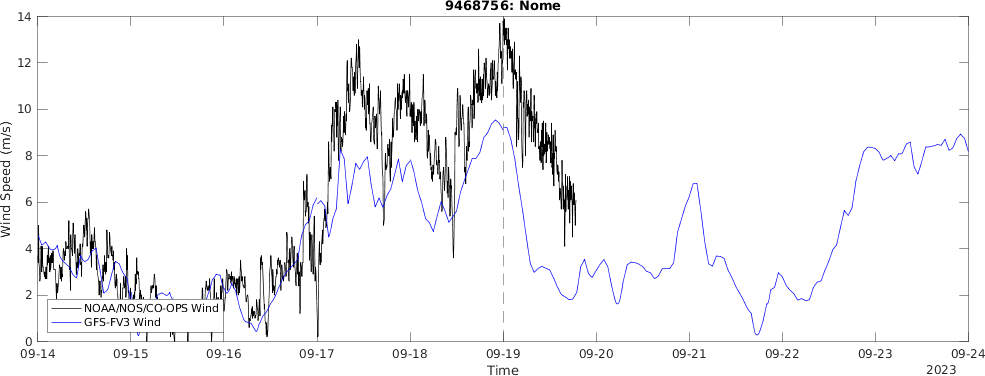 9468756: Nome
Wind Speed (m/s)
14
12
10
8
6
4
2
0
NOAA/NOS/CO-OPS Wind
GFS-FV3 Wind
09-14 09-15 09-16 09-17 09-18 09-19 09-20 09-21 09-22 09-23 09-24
Time
2023